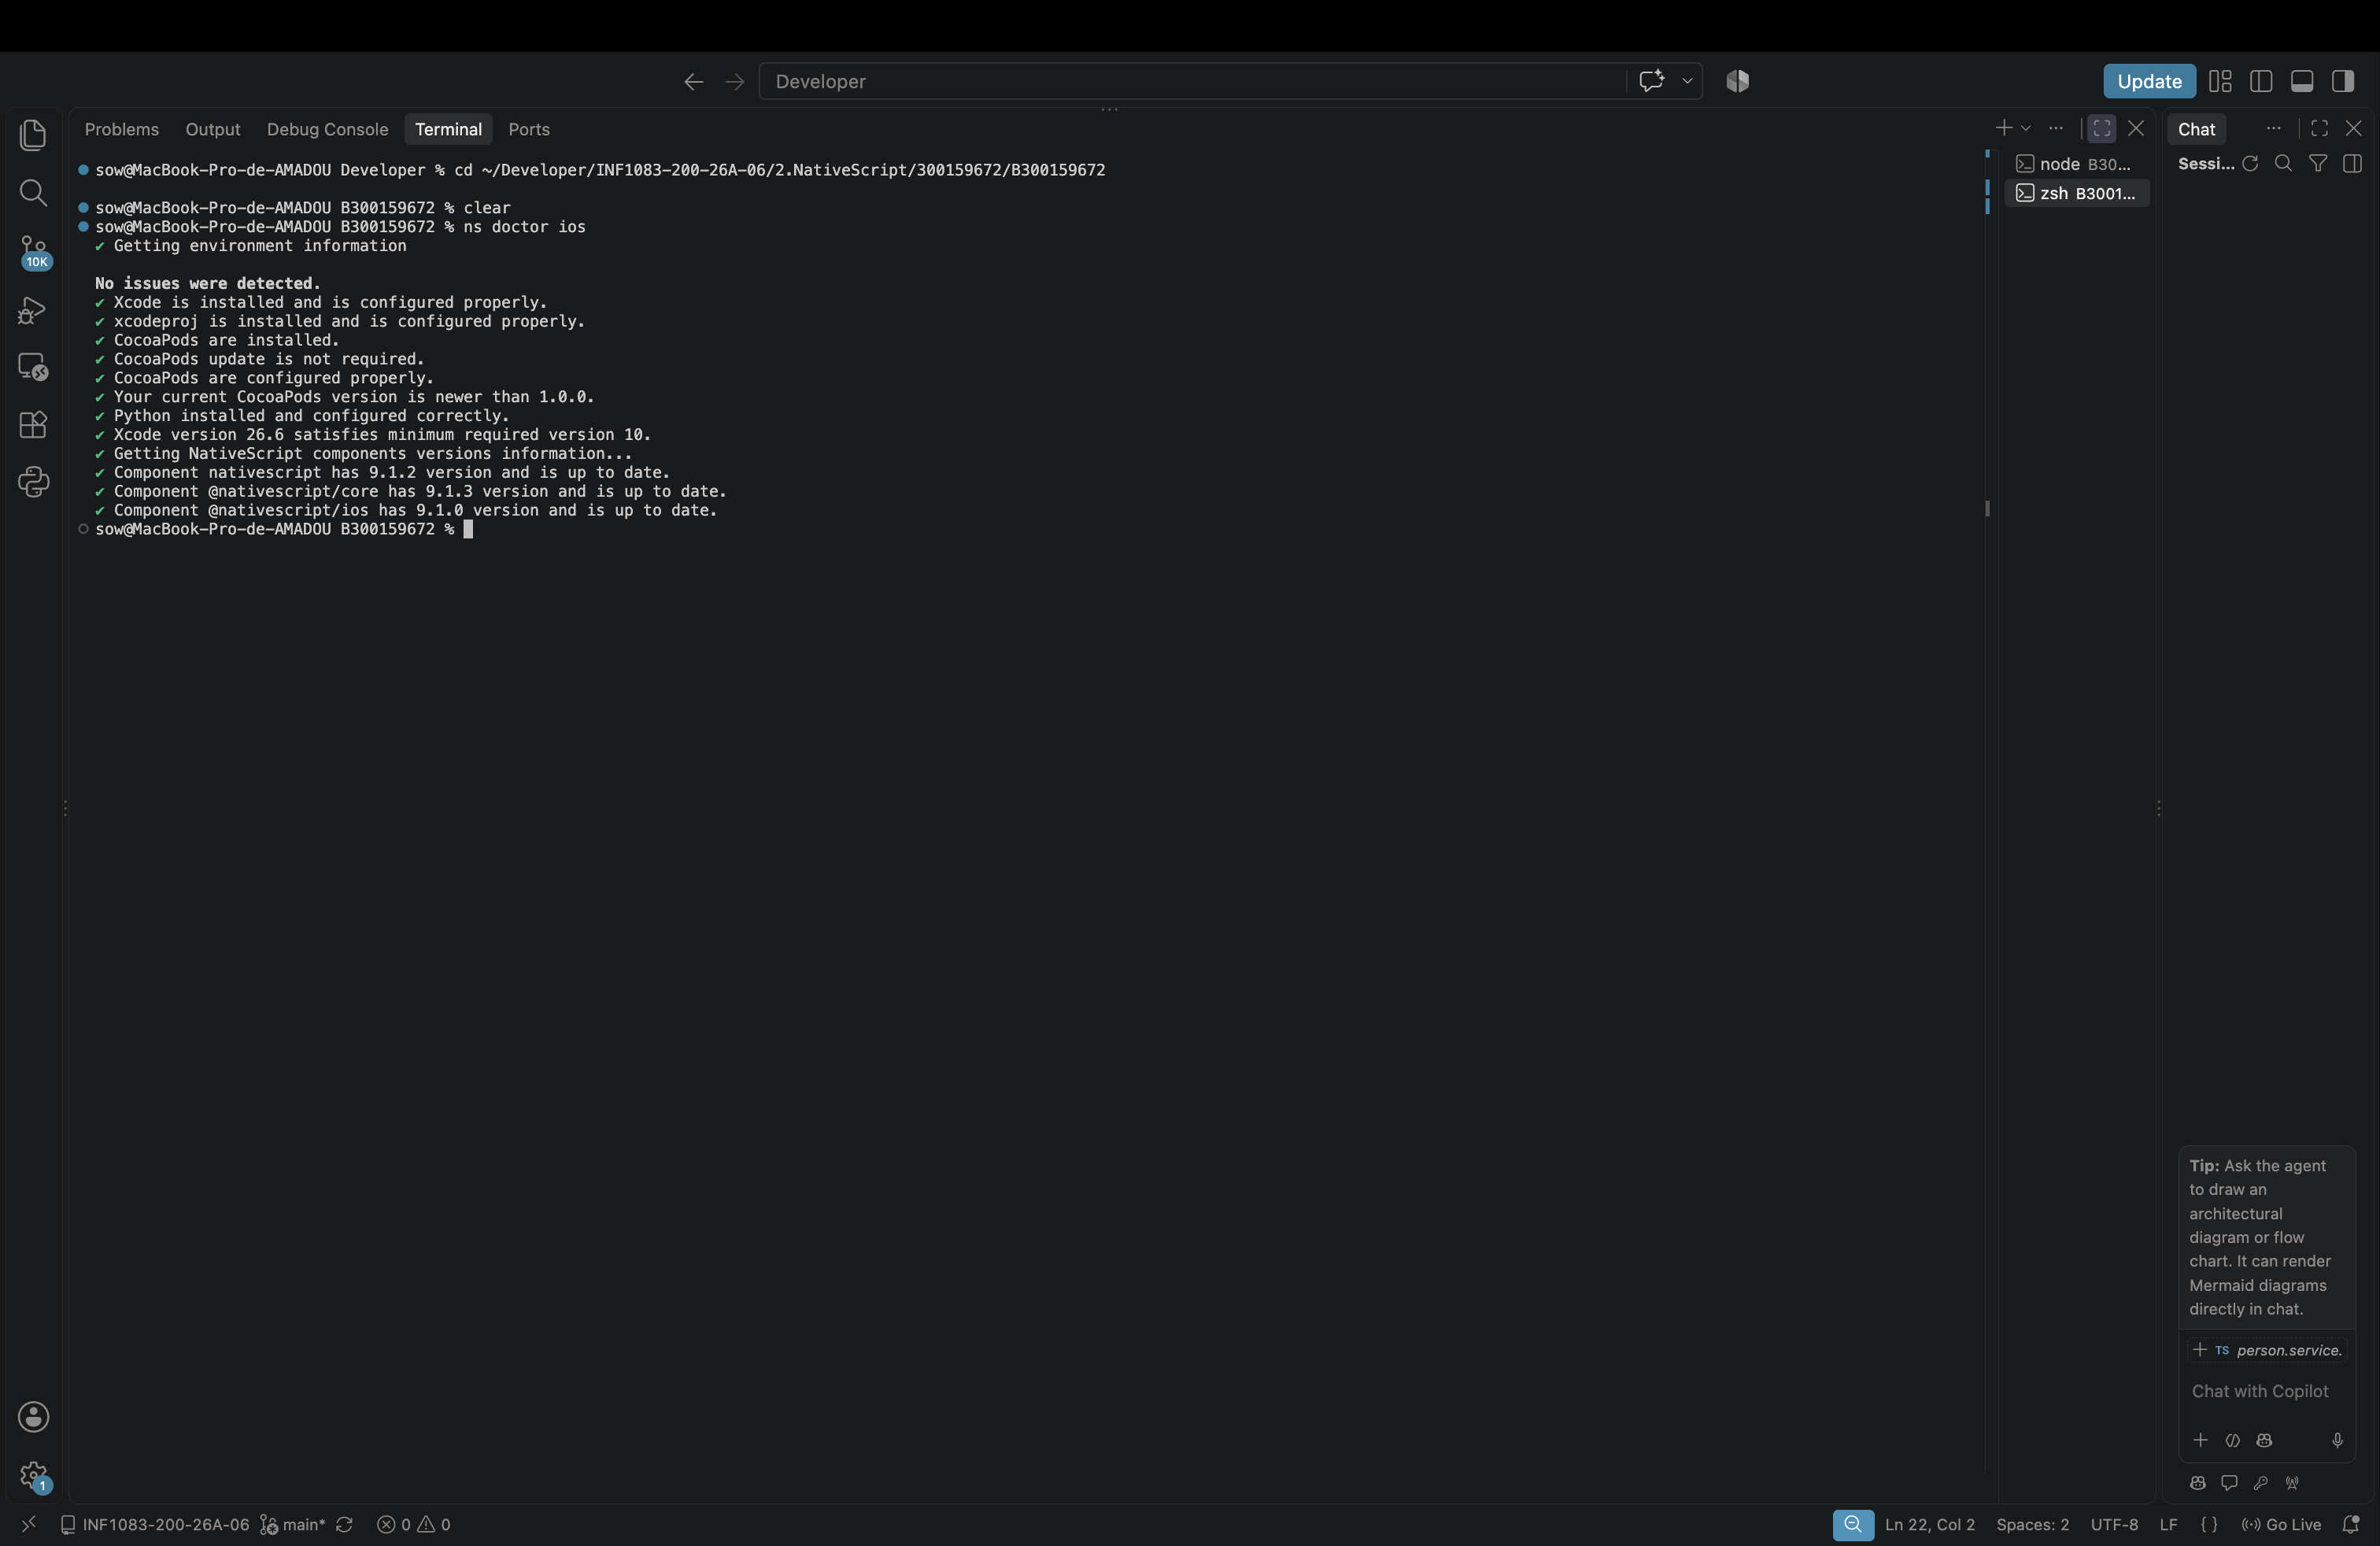 Developer
Update
Problems Output Debug Console Terminal Ports
Chat
sow@MacBook-Pro-de-AMADOU Developer % cd ~/Developer/INF1083-200-26A-06/2.NativeScript/300159672/B300159672
sow@MacBook-Pro-de-AMADOU B300159672 % clear
sow@MacBook-Pro-de-AMADOU B300159672 % ns doctor ios
✔ Getting environment information
No issues were detected.
✔ Xcode is installed and is configured properly.
✔ xcodeproj is installed and is configured properly.
✔ CocoaPods are installed.
✔ CocoaPods update is not required.
✔ CocoaPods are configured properly.
✔ Your current CocoaPods version is newer than 1.0.0.
✔ Python installed and configured correctly.
✔ Xcode version 26.6 satisfies minimum required version 10.
✔ Getting NativeScript components versions information...
✔ Component nativescript has 9.1.2 version and is up to date.
✔ Component @nativescript/core has 9.1.3 version and is up to date.
✔ Component @nativescript/ios has 9.1.0 version and is up to date.
sow@MacBook-Pro-de-AMADOU B300159672 %
node B30...
zsh B3001...
Sessi...
10K
Tip: Ask the agent
to draw an
architectural
diagram or flow
chart. It can render
Mermaid diagrams
directly in chat.
TS person.service.
Chat with Copilot
1
INF1083-200-26A-06 main* 0 0
Ln 22, Col 2 Spaces: 2 UTF-8 LF { } Go Live